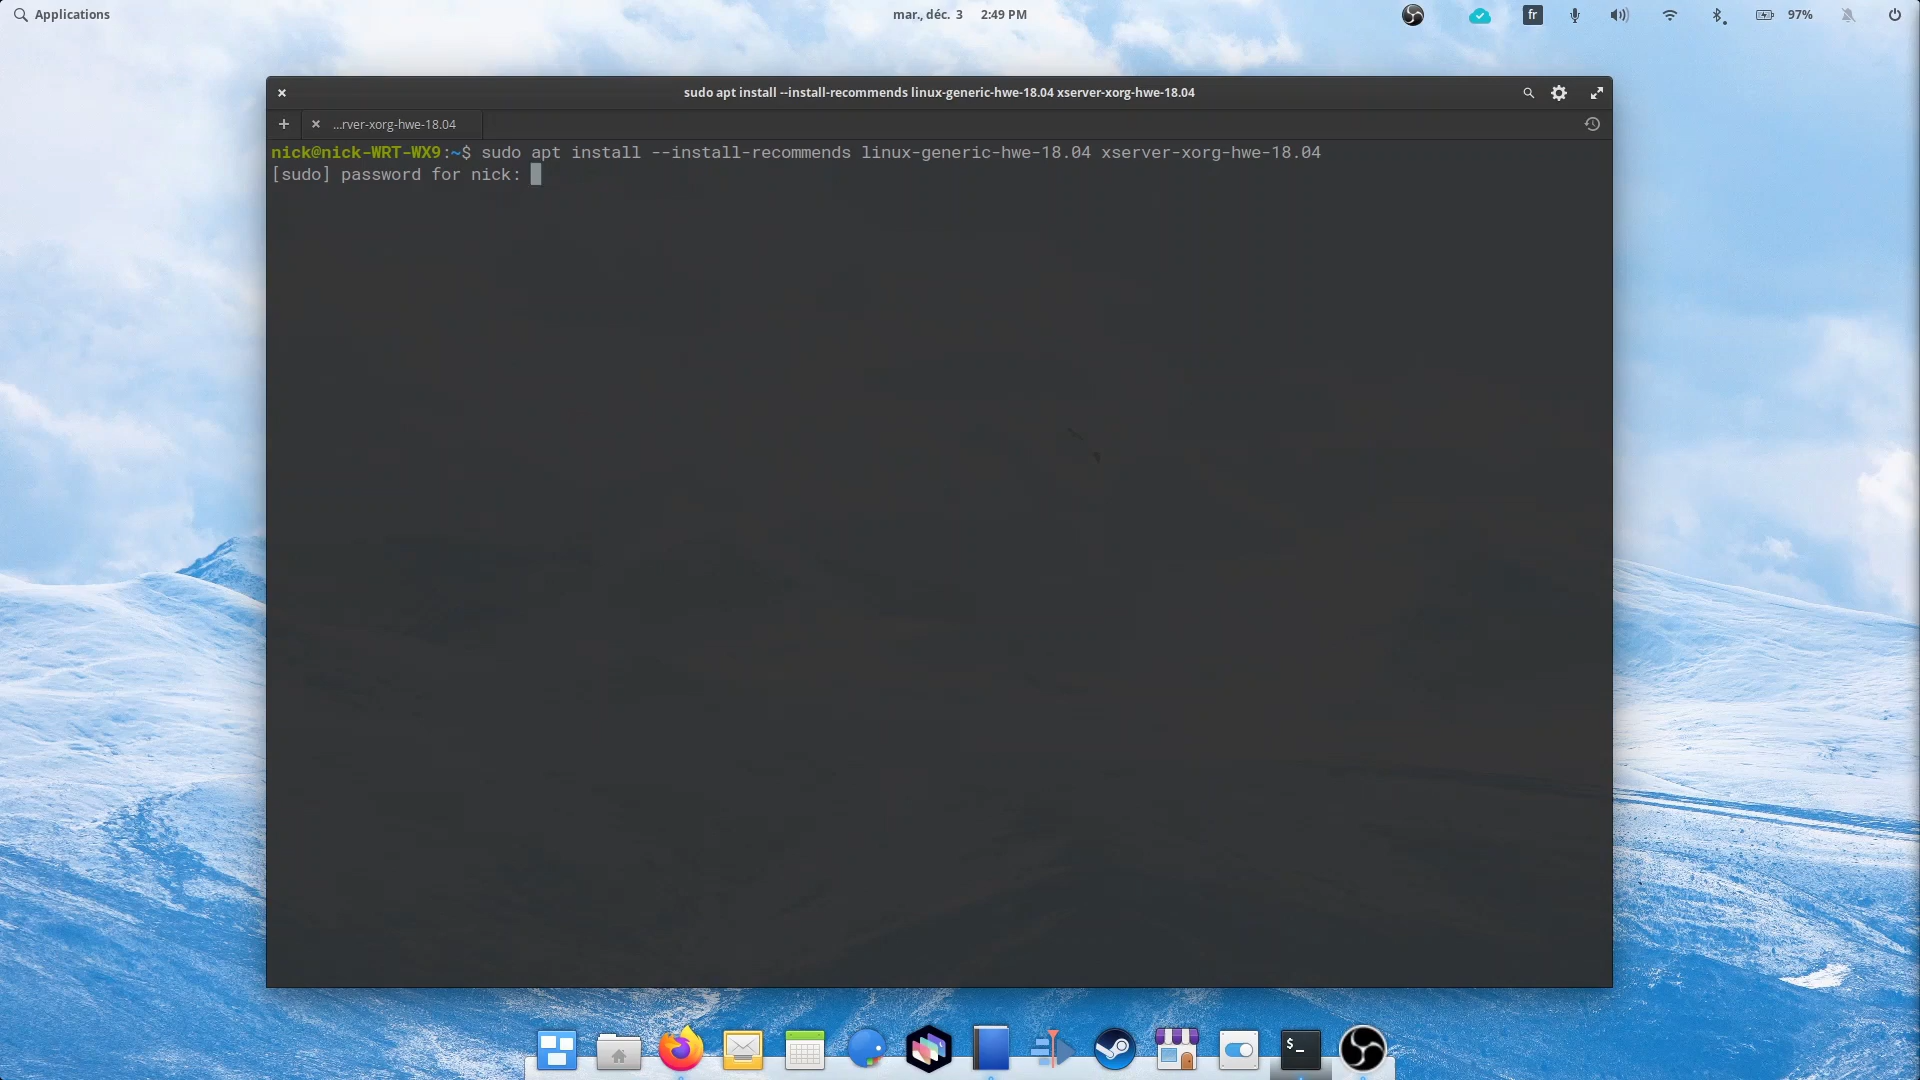 Applications
mar., déc. 3 2:49 PM
fr
97%
sudo apt install --install-recommends linux-generic-hwe-18.04 xserver-xorg-hwe-18.04
...rver-xorg-hwe-18.04
nick@nick-WRT-WX9:~$ sudo apt install --install-recommends linux-generic-hwe-18.04 xserver-xorg-hwe-18.04
[sudo] password for nick:
$_